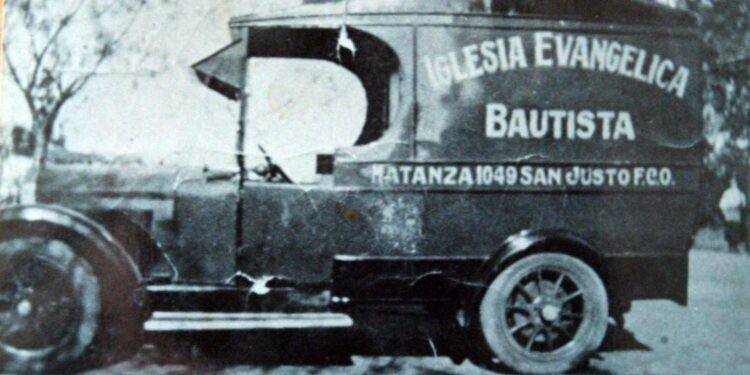 IGLESIA EVANGELICA
BAUTISTA
MATANZA 1049 SAN JUSTO F.C.O.